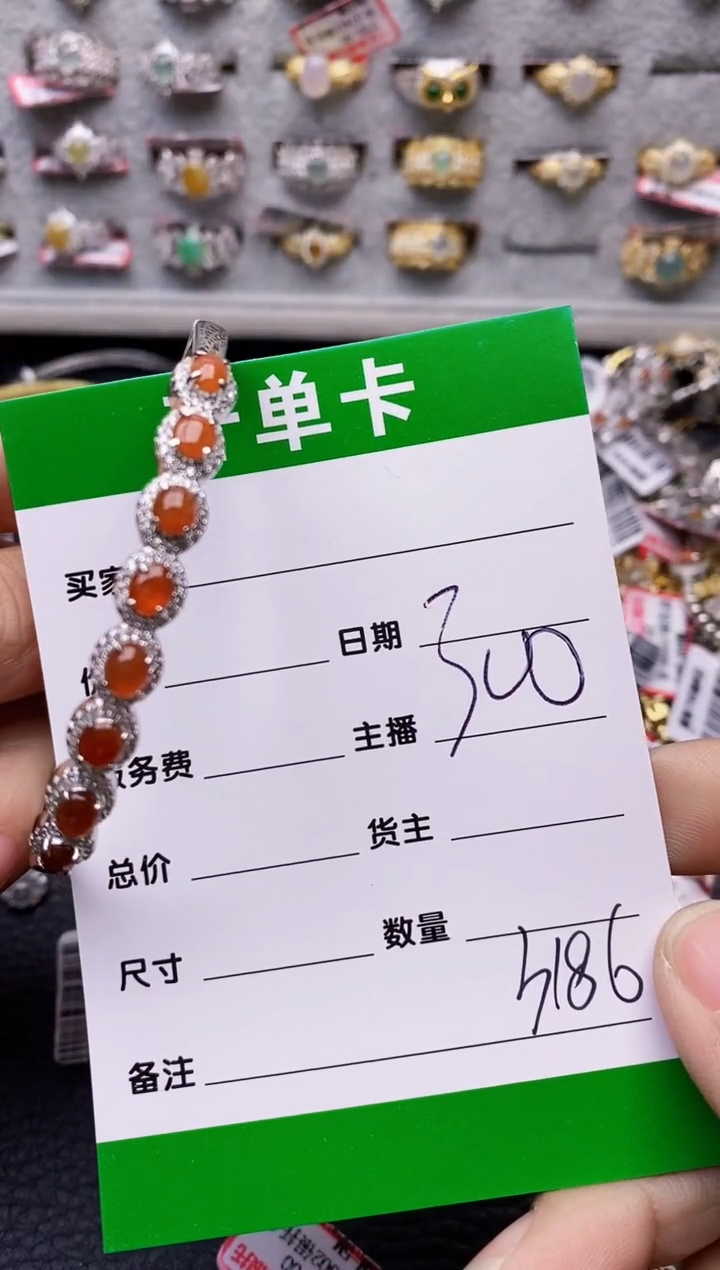 单卡
买家
日期
300
务费 主播
总价 货主
尺寸 数量
5186
备注